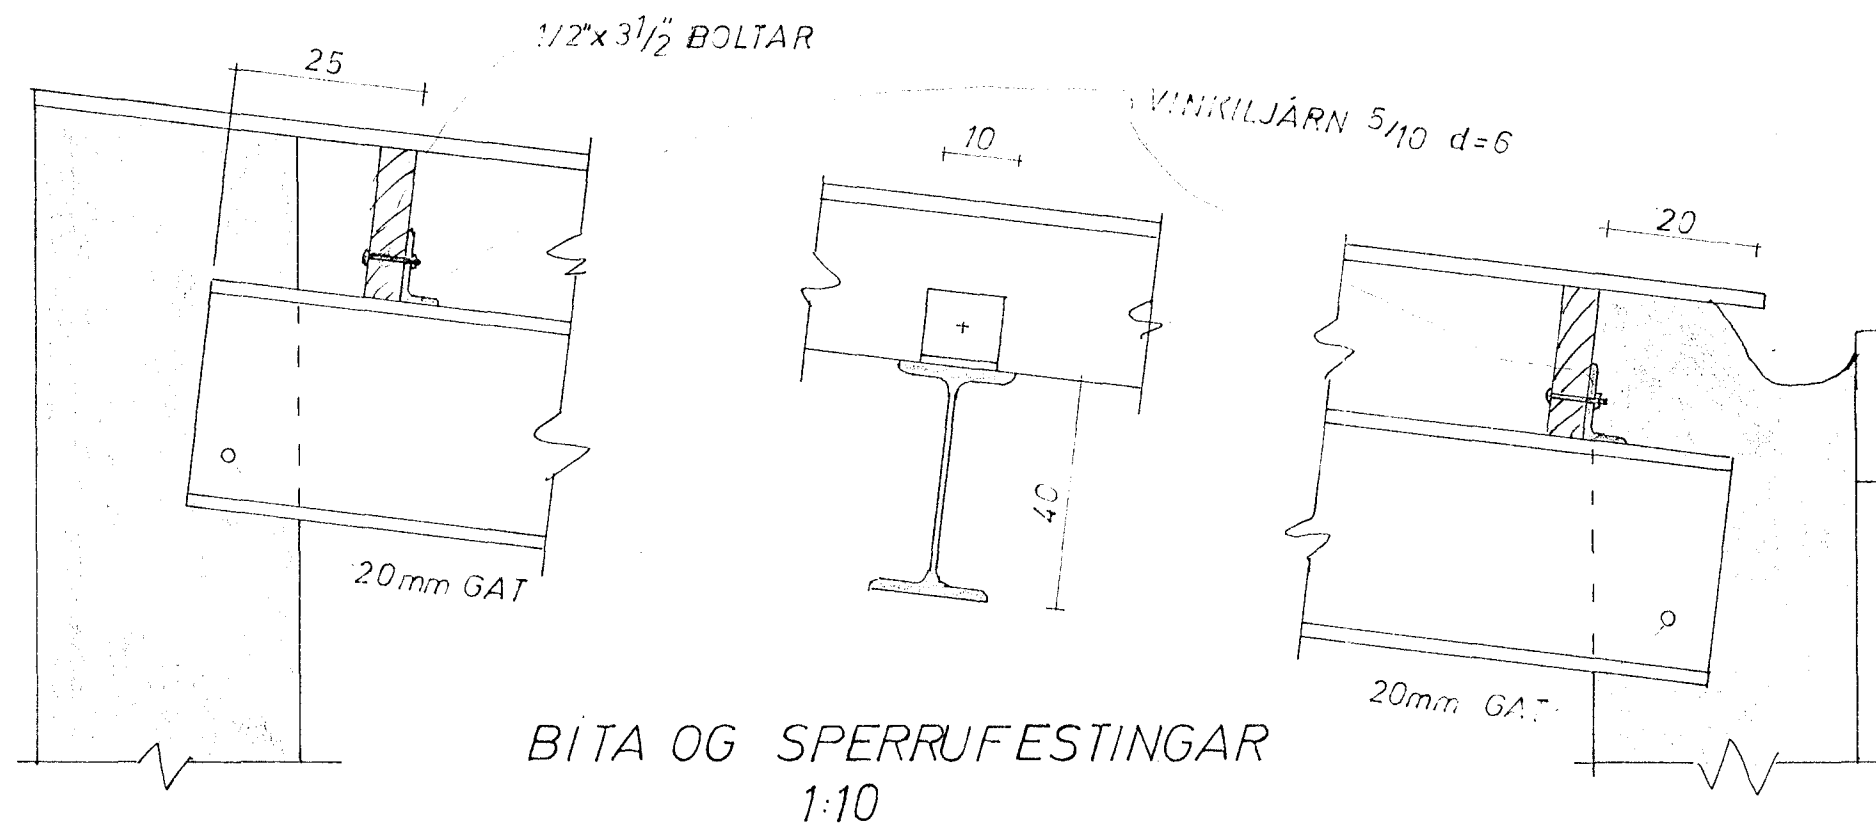 1/2"x 3 1/2" BOLTAR
25
VINKILJÁRN 5/10 d=6
10
20
40
20mm GAT
20mm GAT
BITA OG SPERRUFESTINGAR
1:10